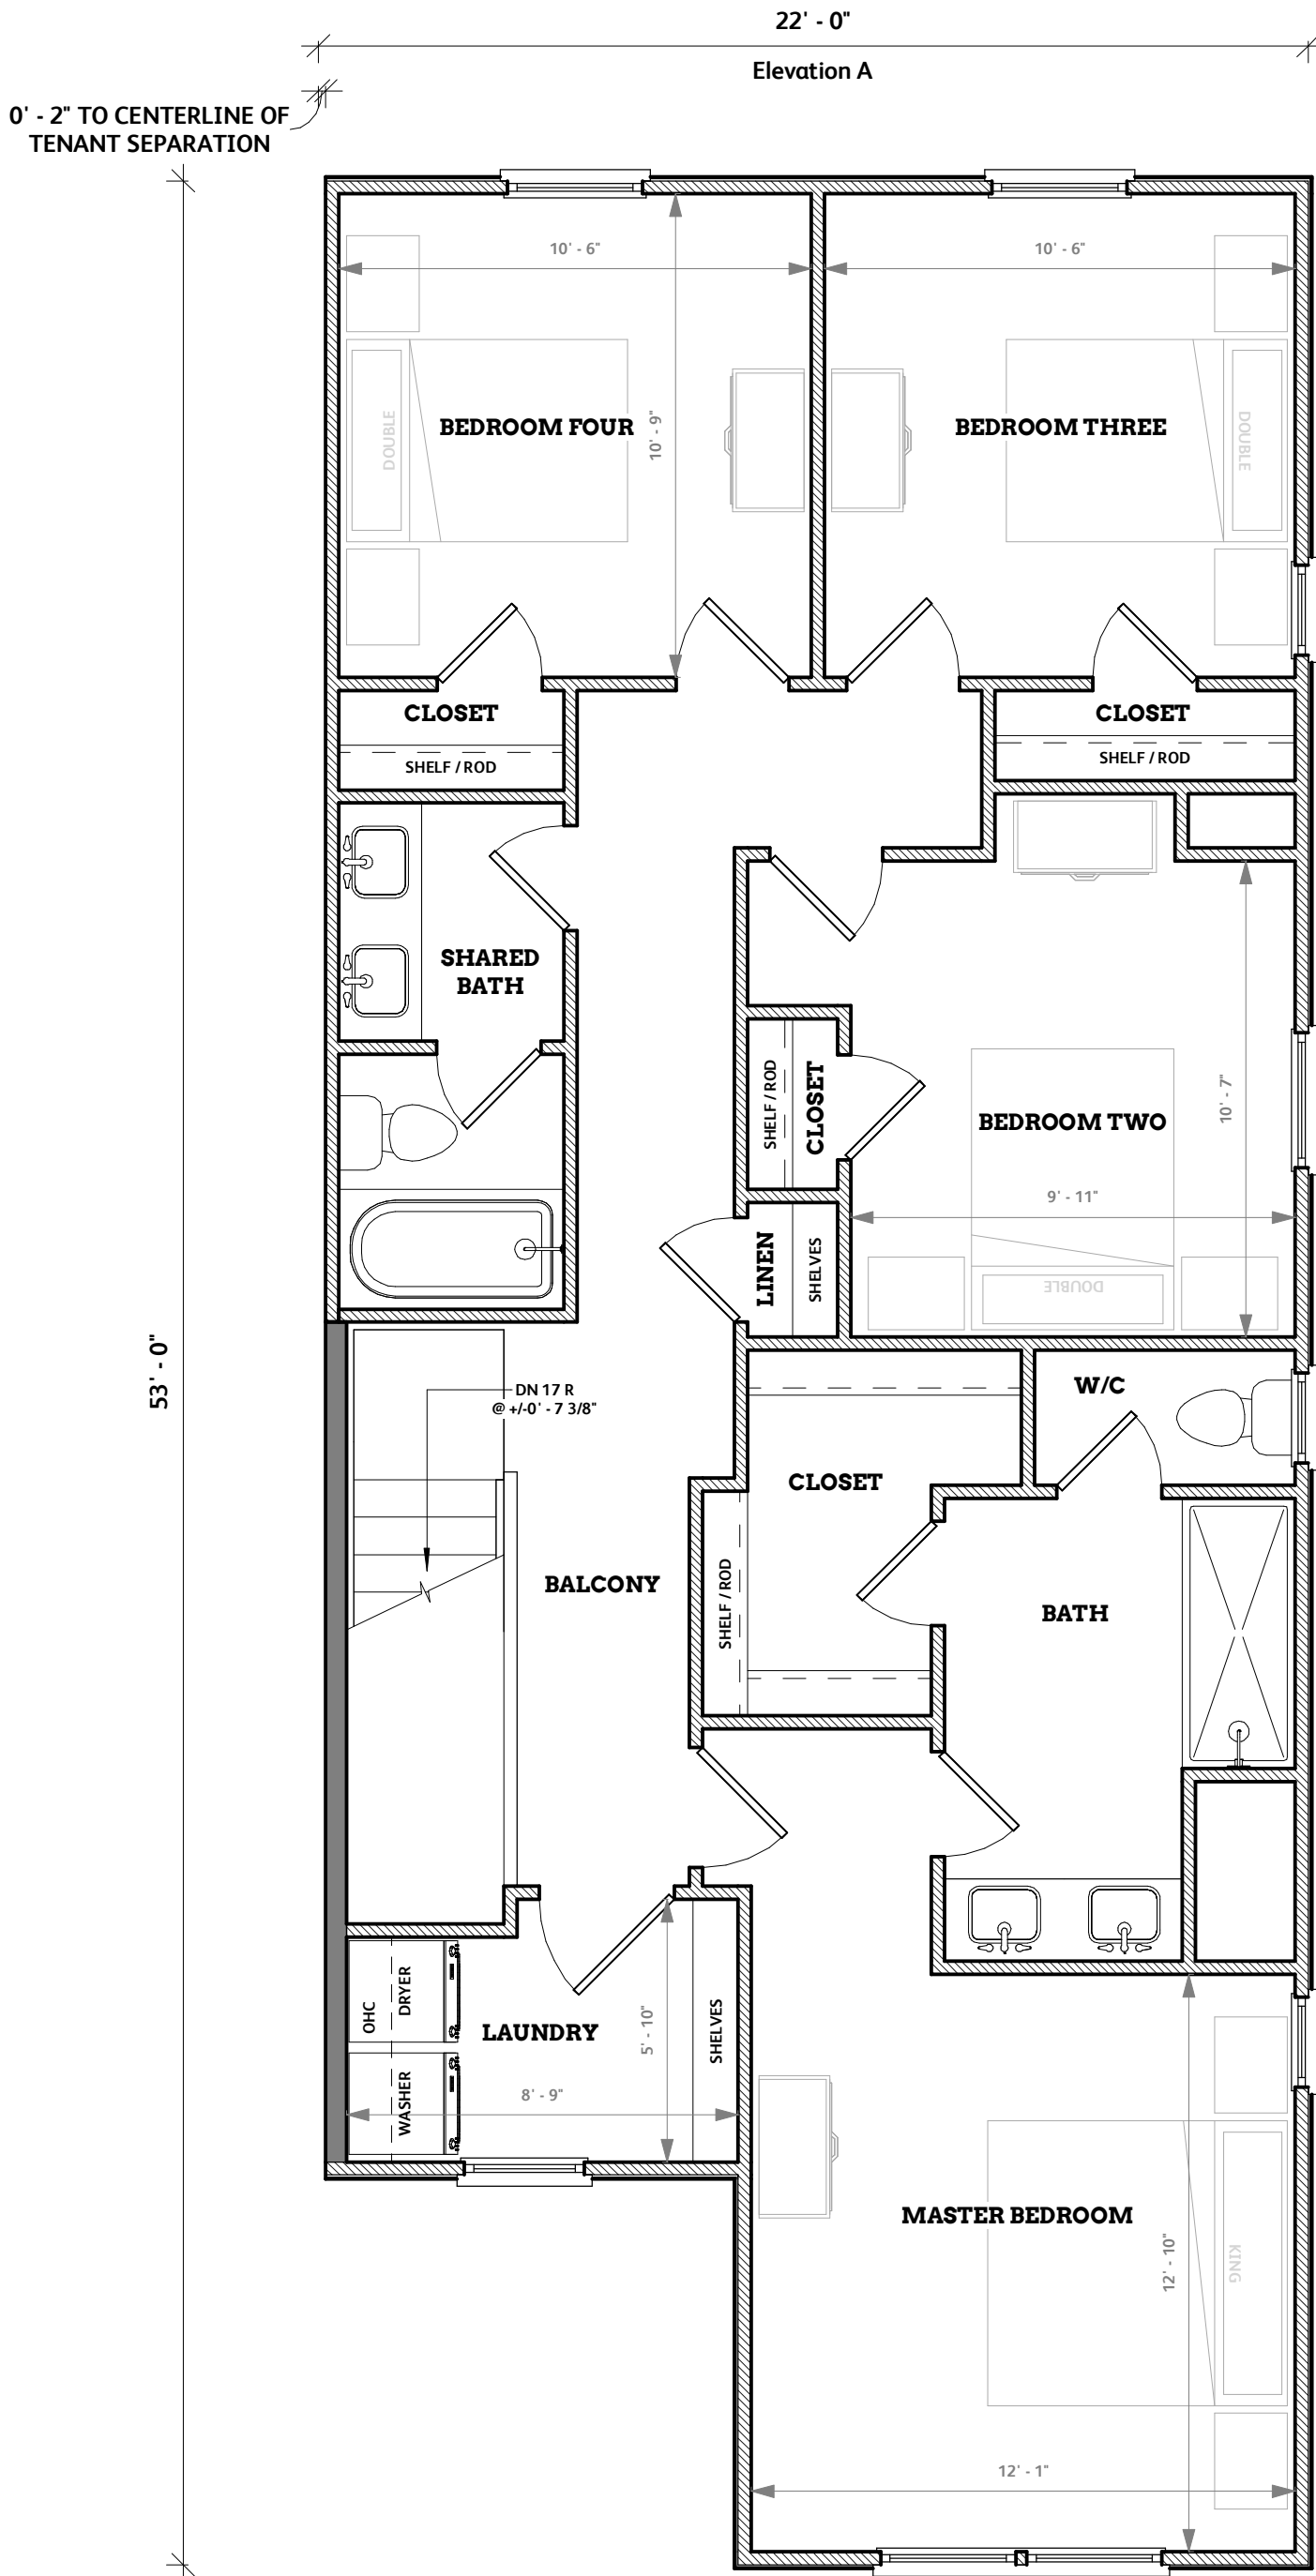 22' - 0"
Elevation A
0' - 2" TO CENTERLINE OF
TENANT SEPARATION
10' - 6"
10' - 6"
DOUBLE
BEDROOM FOUR
10' - 9"
BEDROOM THREE
DOUBLE
CLOSET
SHELF / ROD
CLOSET
SHELF / ROD
SHARED
BATH
SHELF / ROD
CLOSET
BEDROOM TWO
10' - 7"
9' - 11"
LINEN
SHELVES
DOUBLE
53' - 0"
DN 17 R
@ +/-0' - 7 3/8"
W/C
CLOSET
SHELF / ROD
BALCONY
BATH
OHC
DRYER
LAUNDRY
5' - 10"
SHELVES
WASHER
8' - 9"
MASTER BEDROOM
12' - 10"
KING
12' - 1"